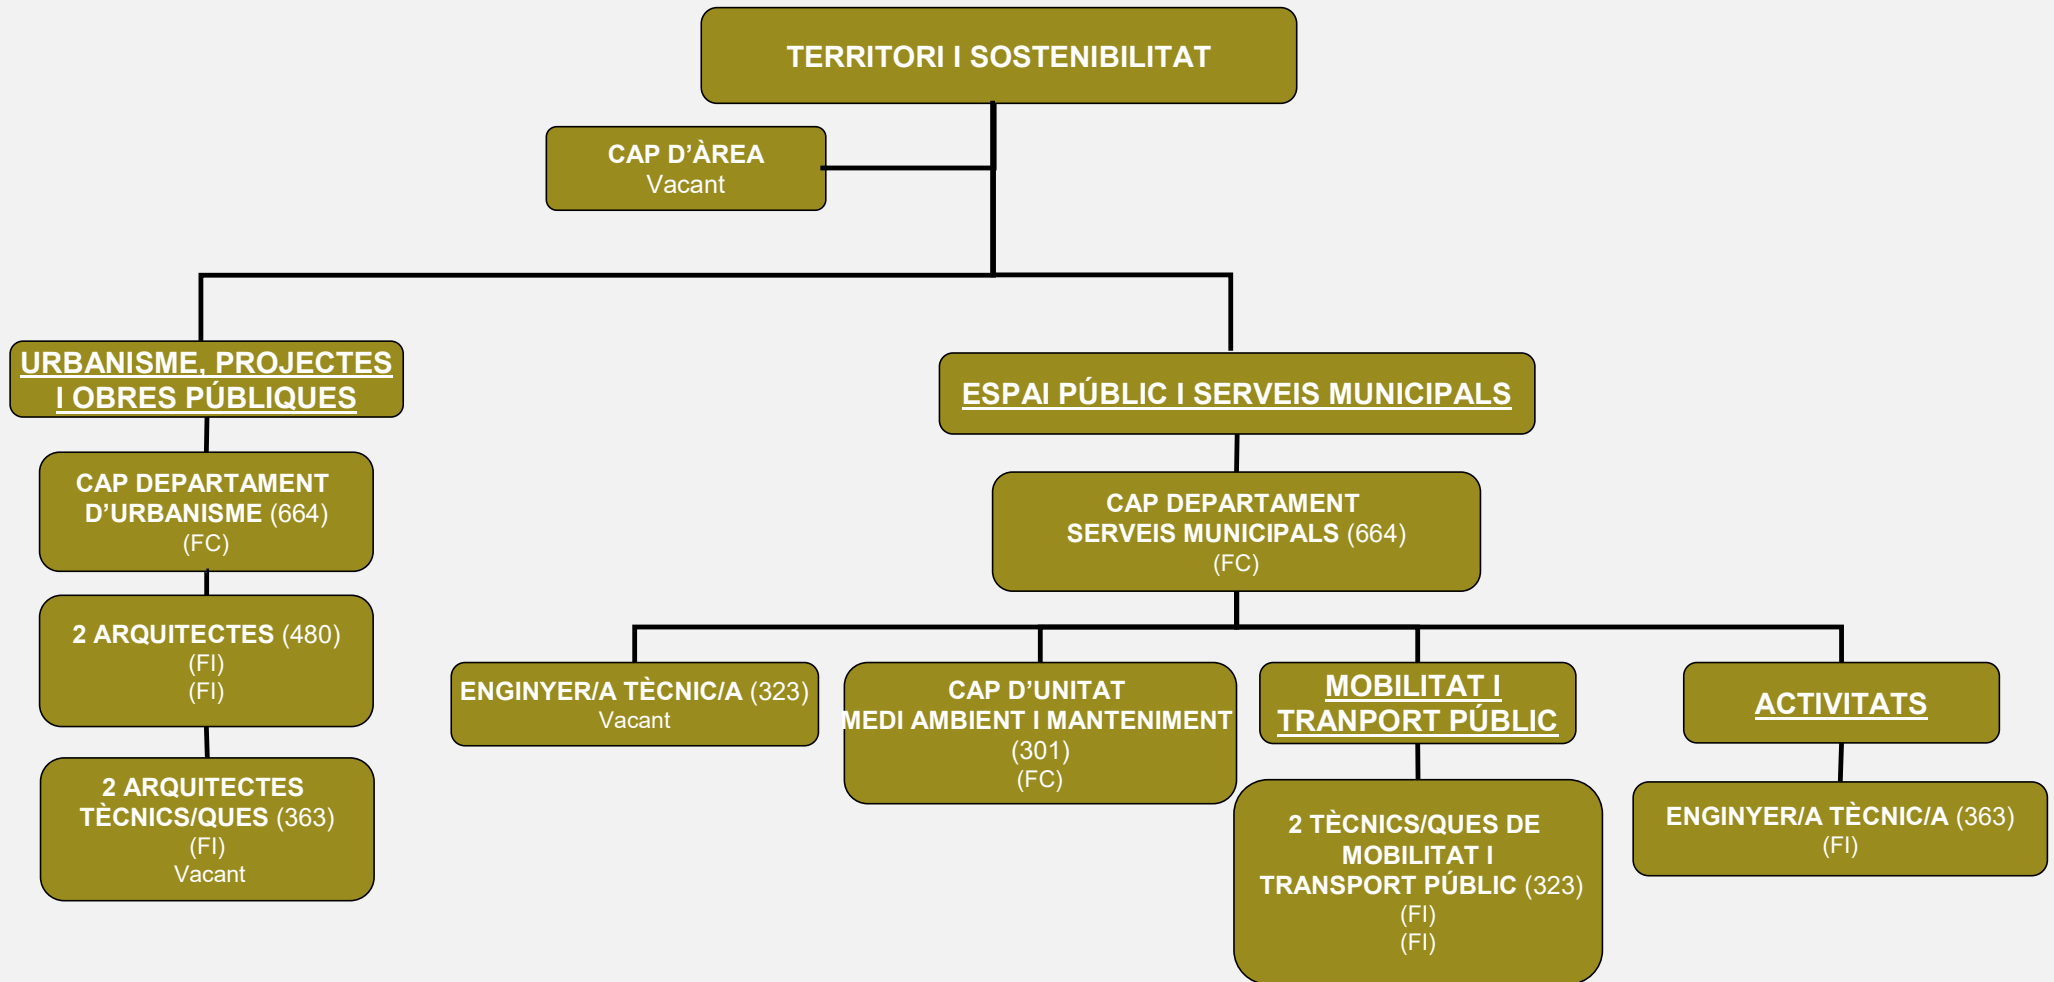 TERRITORI I SOSTENIBILITAT
CAP D’ÀREA
Vacant
URBANISME, PROJECTES
I OBRES PÚBLIQUES
CAP DEPARTAMENT
D’URBANISME (664)
(FC)
2 ARQUITECTES (480)
(FI)
(FI)
2 ARQUITECTES
TÈCNICS/QUES (363)
(FI)
Vacant
ESPAI PÚBLIC I SERVEIS MUNICIPALS
CAP DEPARTAMENT
SERVEIS MUNICIPALS (664)
(FC)
ENGINYER/A TÈCNIC/A (323)
Vacant
CAP D’UNITAT
MEDI AMBIENT I MANTENIMENT
(301)
(FC)
MOBILITAT I
TRANPORT PÚBLIC
2 TÈCNICS/QUES DE
MOBILITAT I
TRANSPORT PÚBLIC (323)
(FI)
(FI)
ACTIVITATS
ENGINYER/A TÈCNIC/A (363)
(FI)